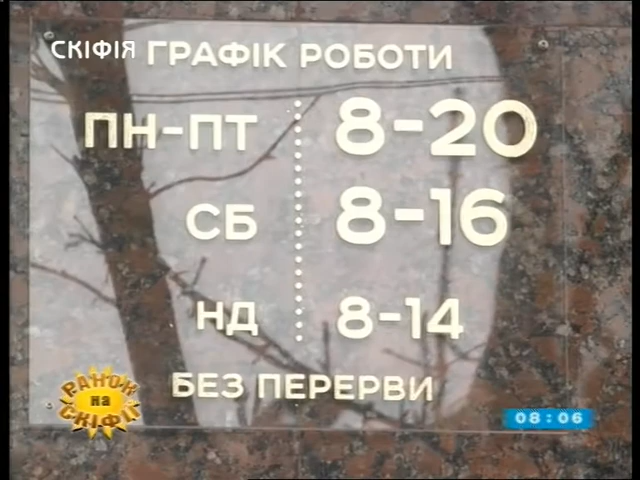 СКІФІЯ
ГРАФІК РОБОТИ
ПН-ПТ 8-20
СБ 8-16
НД 8-14
БЕЗ ПЕРЕРВИ
РАНОК
на
СКІФІЇ
08:06